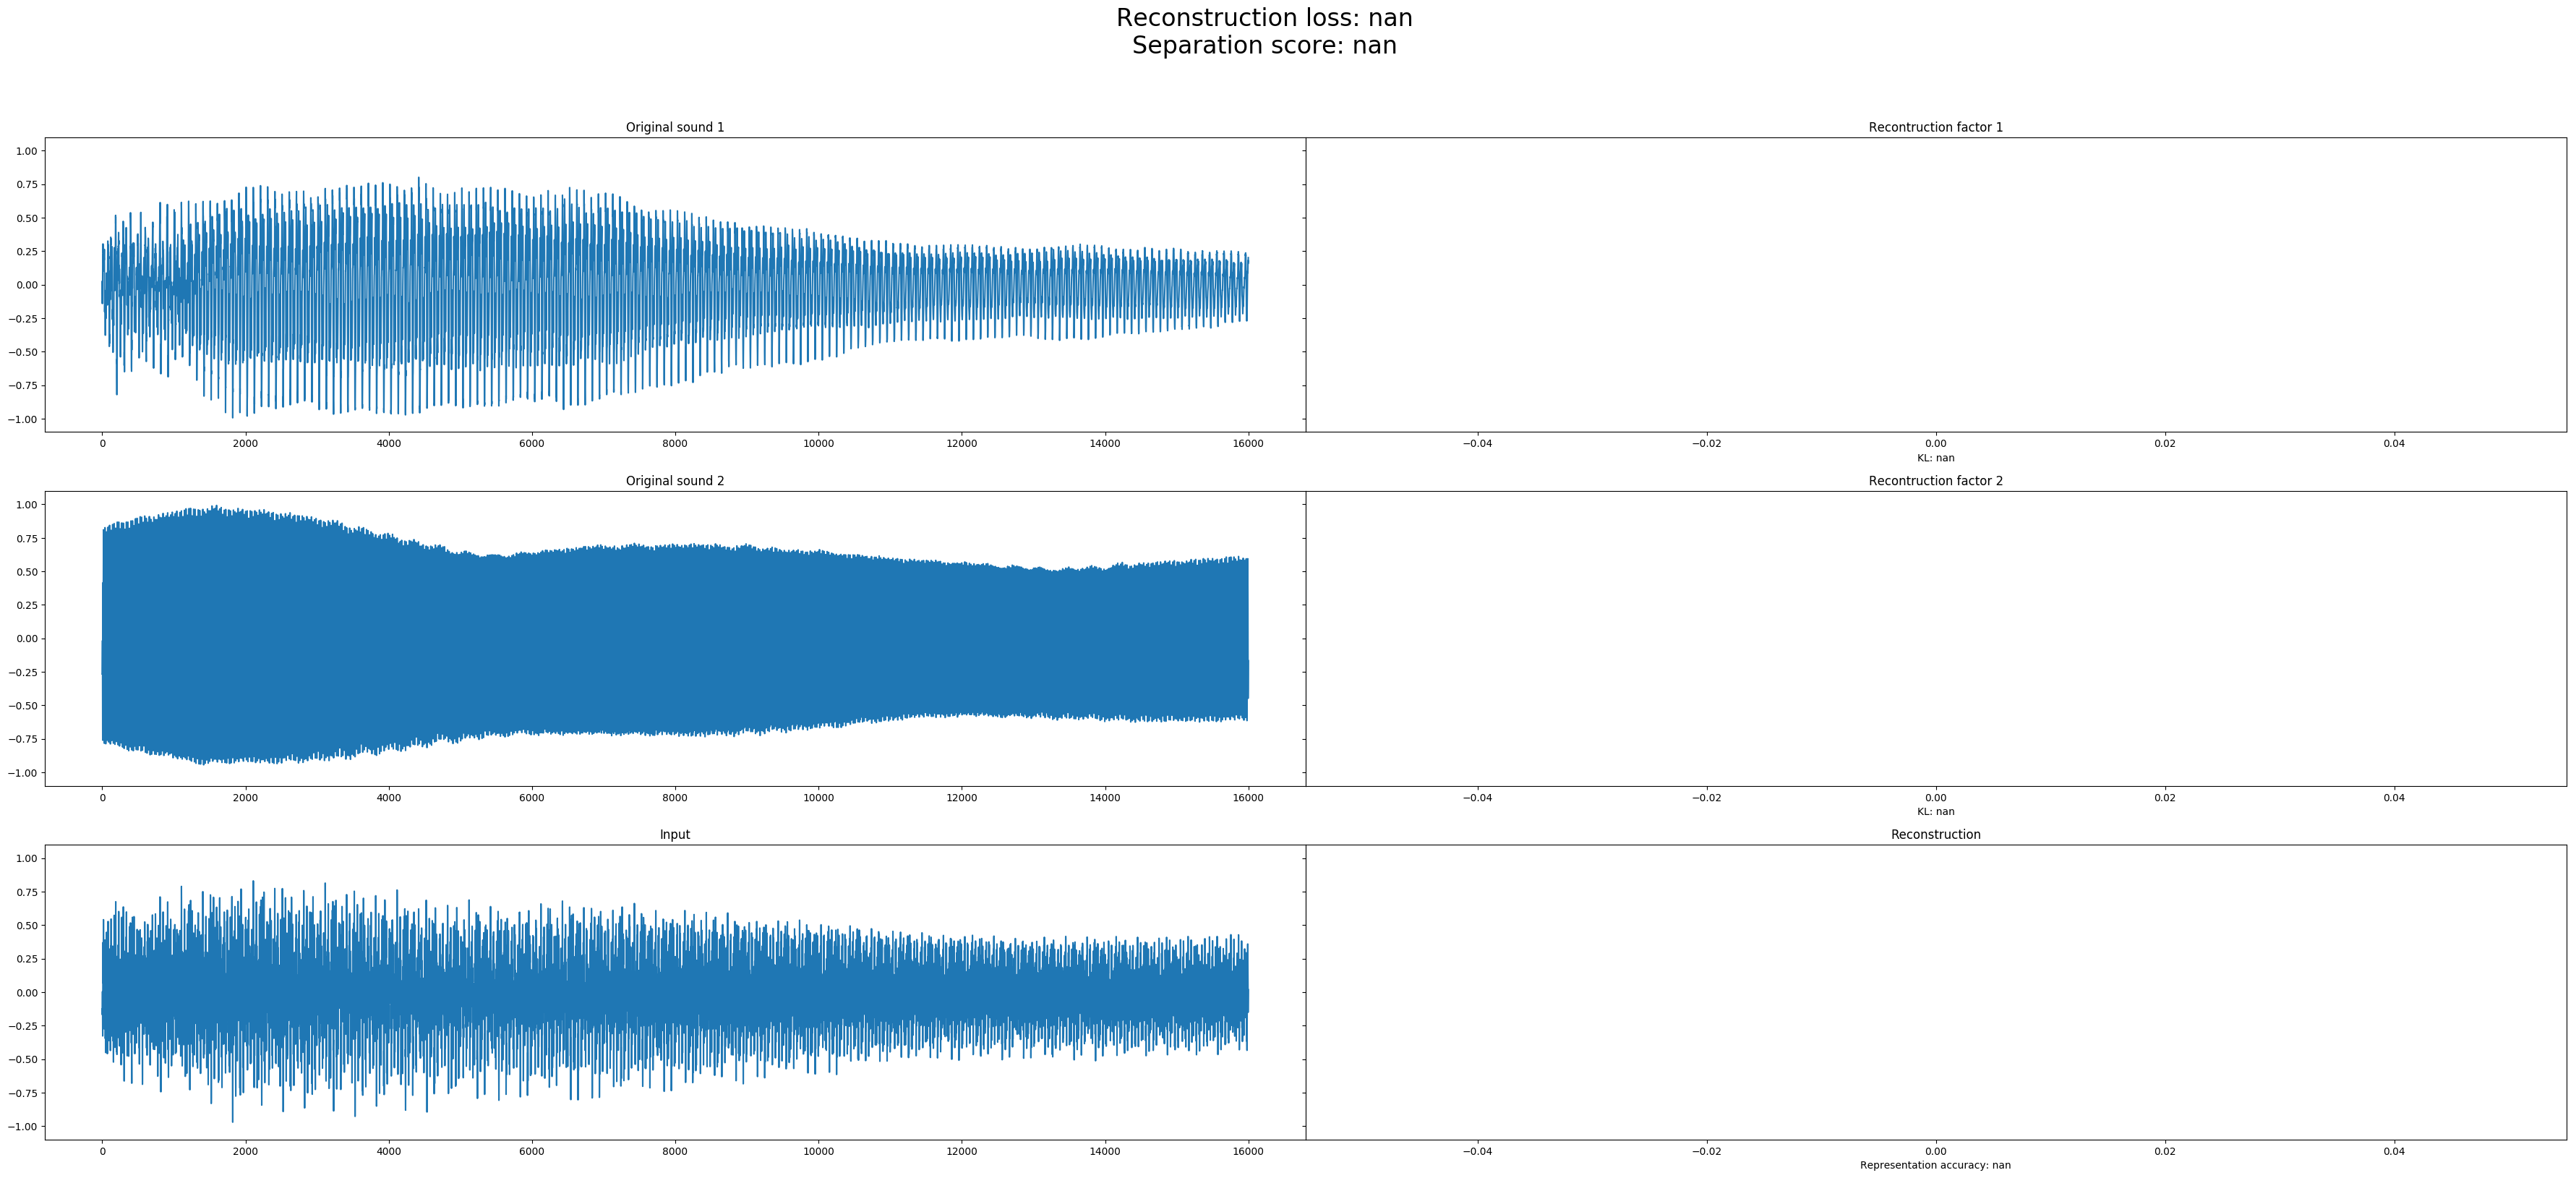 Reconstruction loss: nan
Separation score: nan
Original sound 1
Recontruction factor 1
1.00
0.75
0.50
0.25
0.00
−0.25
−0.50
−0.75
−1.00
0 2000 4000 6000 8000 10000 12000 14000 16000
−0.04 −0.02 0.00 0.02 0.04
KL: nan
Original sound 2
Recontruction factor 2
1.00
0.75
0.50
0.25
0.00
−0.25
−0.50
−0.75
−1.00
0 2000 4000 6000 8000 10000 12000 14000 16000
−0.04 −0.02 0.00 0.02 0.04
KL: nan
Input
Reconstruction
1.00
0.75
0.50
0.25
0.00
−0.25
−0.50
−0.75
−1.00
0 2000 4000 6000 8000 10000 12000 14000 16000
−0.04 −0.02 0.00 0.02 0.04
Representation accuracy: nan